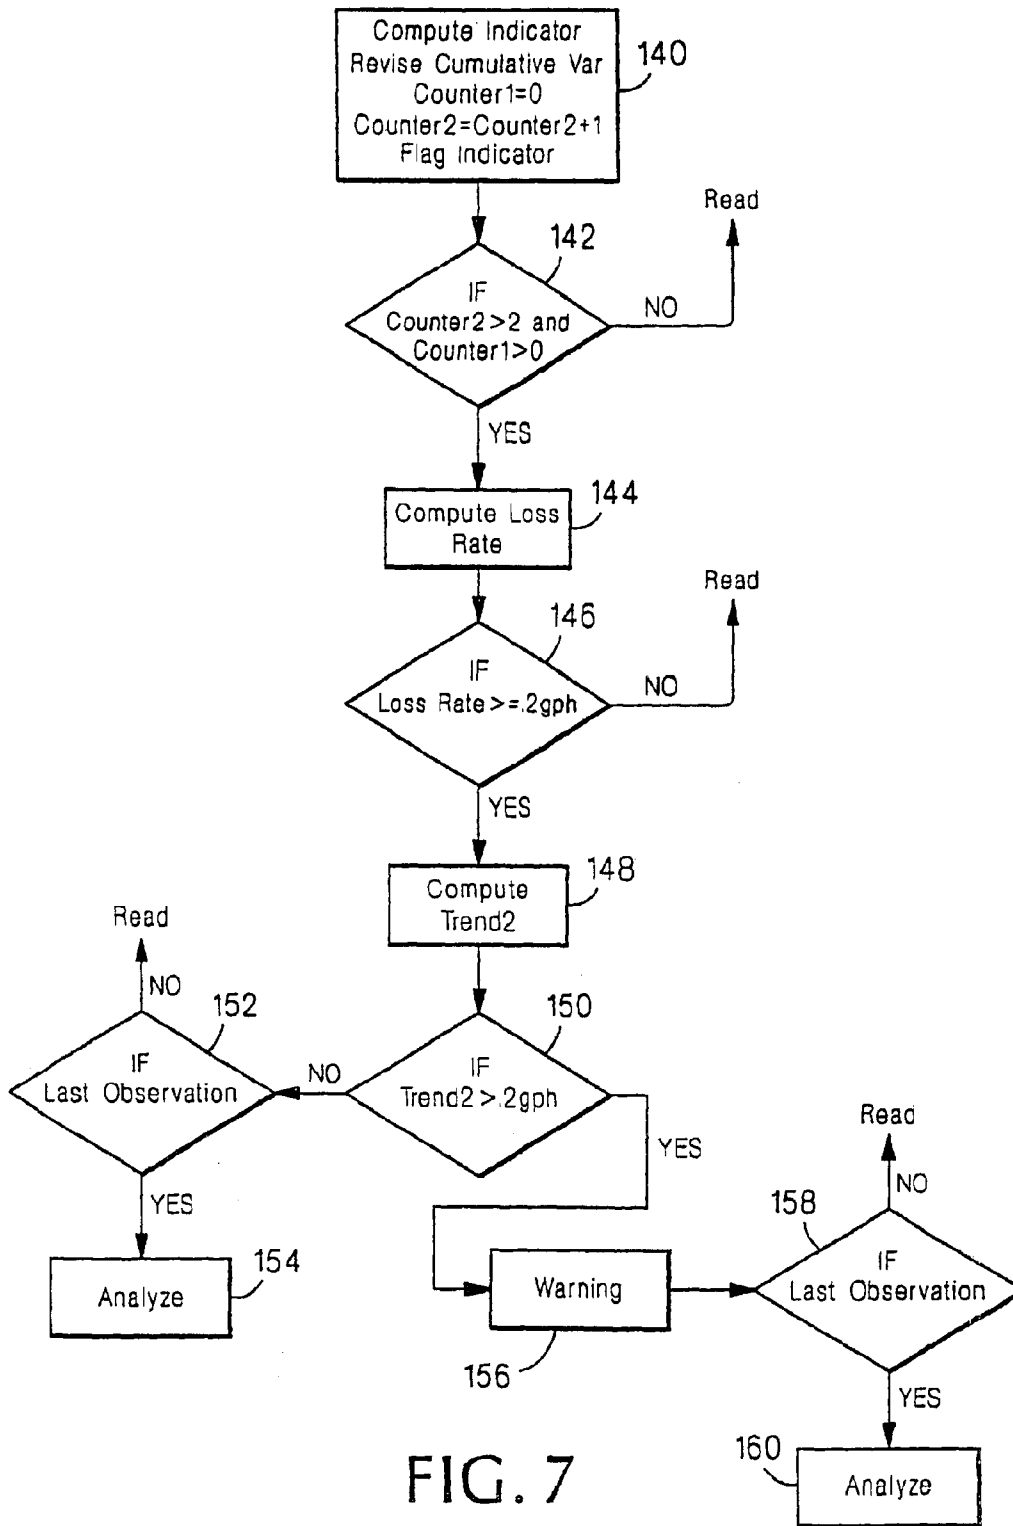 Compute Indicator
Revise Cumulative Var
Counter1=0
Counter2=Counter2+1
Flag Indicator
140
Read
142
IF
Counter2>2 and
Counter1>0
NO
YES
Compute Loss
Rate
144
Read
146
IF
Loss Rate>=.2gph
NO
YES
Compute
Trend2
148
Read
NO
152
IF
Last Observation
NO
150
IF
Trend2>.2gph
YES
YES
Analyze
154
Warning
156
Read
NO
158
IF
Last Observation
YES
160
Analyze
FIG. 7